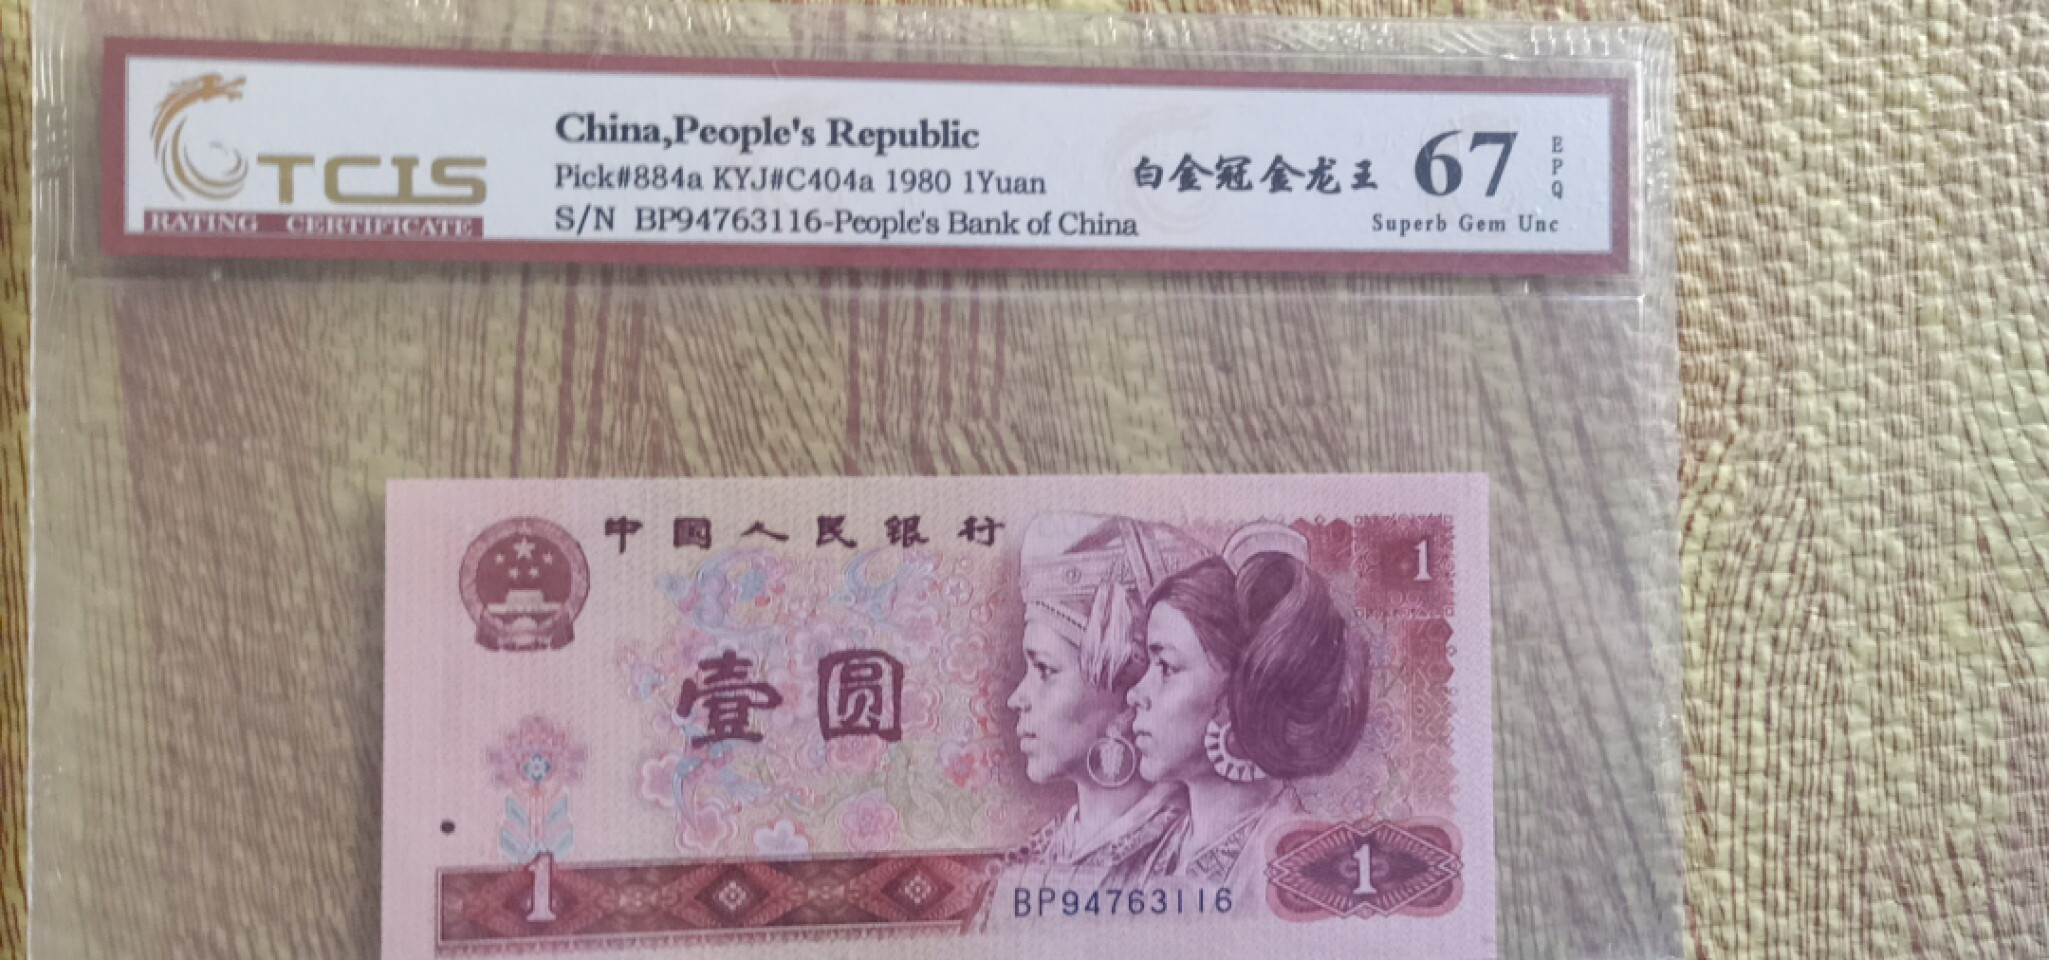 TCIS
RATING CERTIFICATE
China,People's Republic
Pick#884a KYJ#C404a 1980 1Yuan
S/N BP94763116-People's Bank of China
白金冠金龙王 67 EPQ
Superb Gem Unc
中国人民银行
1
壹圆
1
BP94763116
1